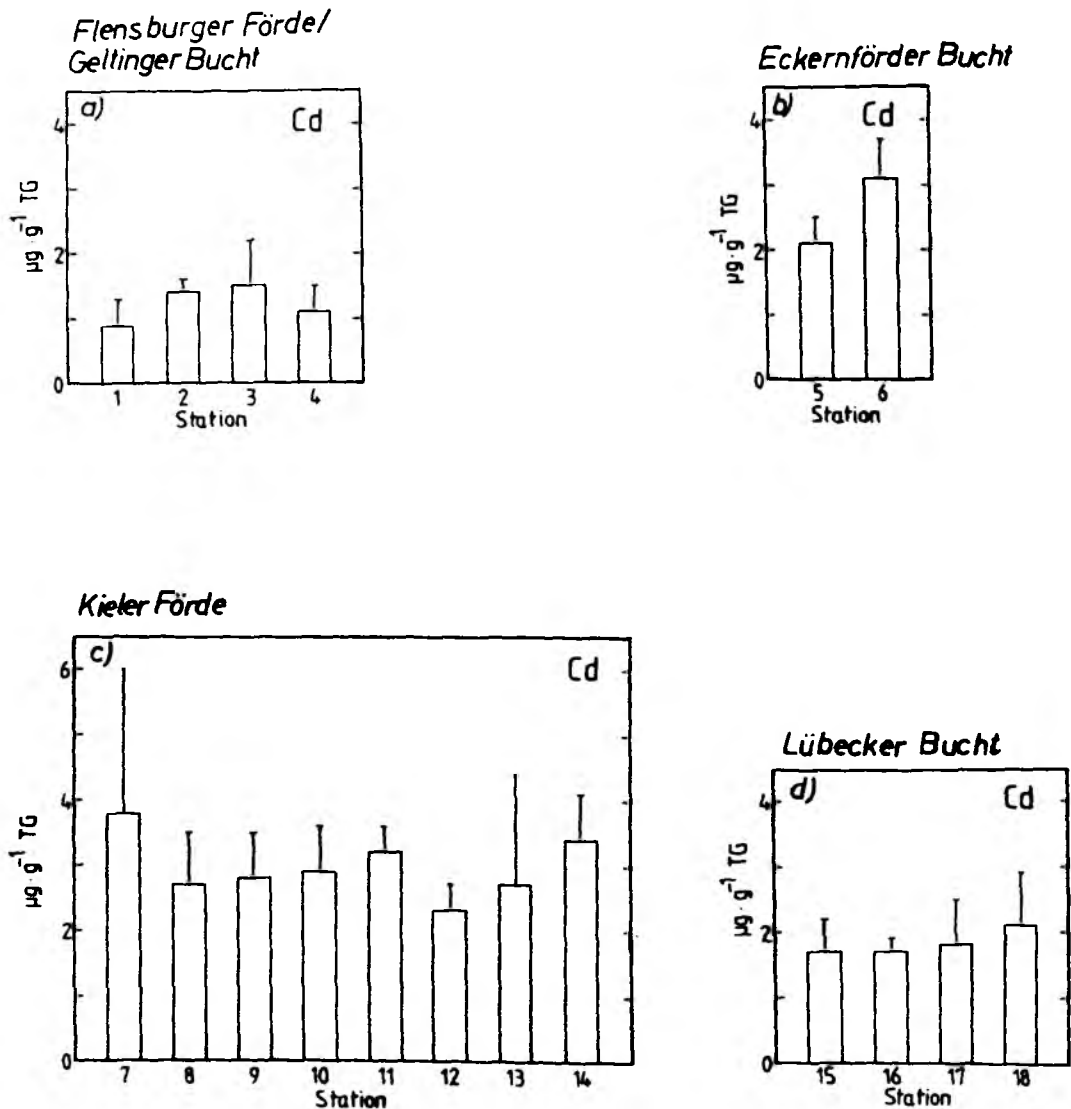 Flensburger Förde/
Geltinger Bucht
a)
Cd
4
2
0
µg·g⁻¹ TG
1 2 3 4
Station
Eckernförder Bucht
b)
Cd
4
2
0
µg·g⁻¹ TG
5 6
Station
Kieler Förde
c)
Cd
6
4
2
0
µg·g⁻¹ TG
7 8 9 10 11 12 13 14
Station
Lübecker Bucht
d)
Cd
4
2
0
µg·g⁻¹ TG
15 16 17 18
Station